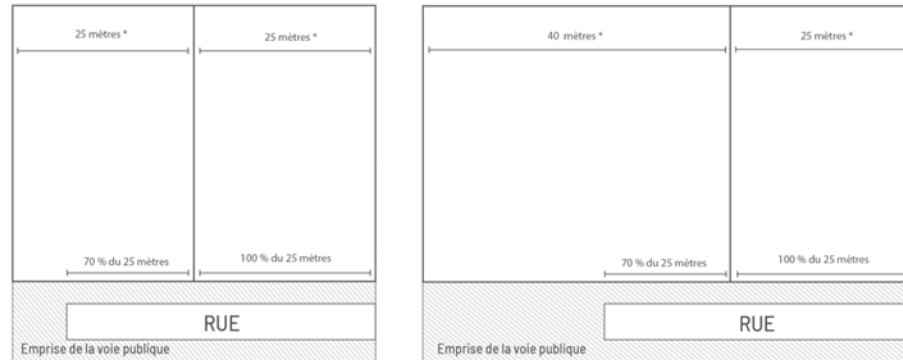 25 mètres *
25 mètres *
70 % du 25 mètres
100 % du 25 mètres
RUE
Emprise de la voie publique
40 mètres *
25 mètres *
70 % du 25 mètres
100 % du 25 mètres
RUE
Emprise de la voie publique